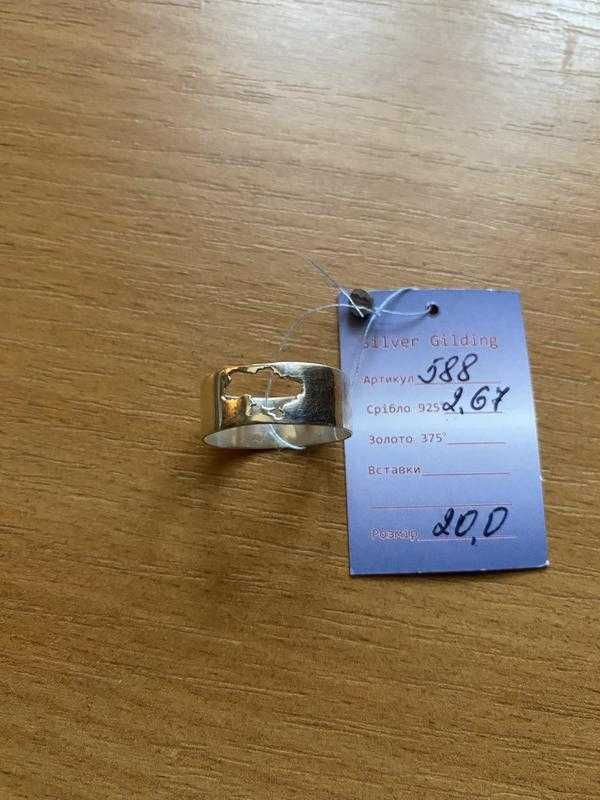 Silver Gilding
Артикул 588
Срібло 925° 2,67
Золото 375°
Вставки
Розмір 20,0